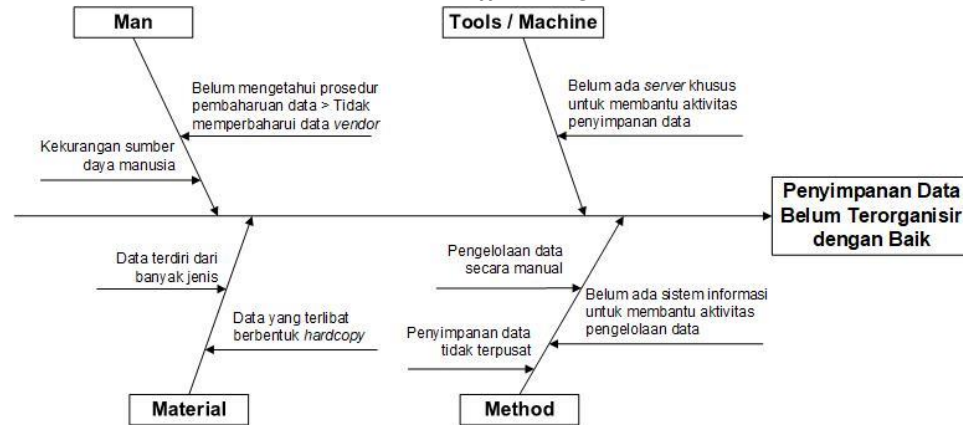 Man
Tools / Machine
Belum mengetahui prosedur
pembaharuan data > Tidak
memperbaharui data vendor
Kekurangan sumber
daya manusia
Belum ada server khusus
untuk membantu aktivitas
penyimpanan data
Penyimpanan Data
Belum Terorganisir
dengan Baik
Data terdiri dari
banyak jenis
Data yang terlibat
berbentuk hardcopy
Pengelolaan data
secara manual
Belum ada sistem informasi
untuk membantu aktivitas
pengelolaan data
Penyimpanan data
tidak terpusat
Material
Method